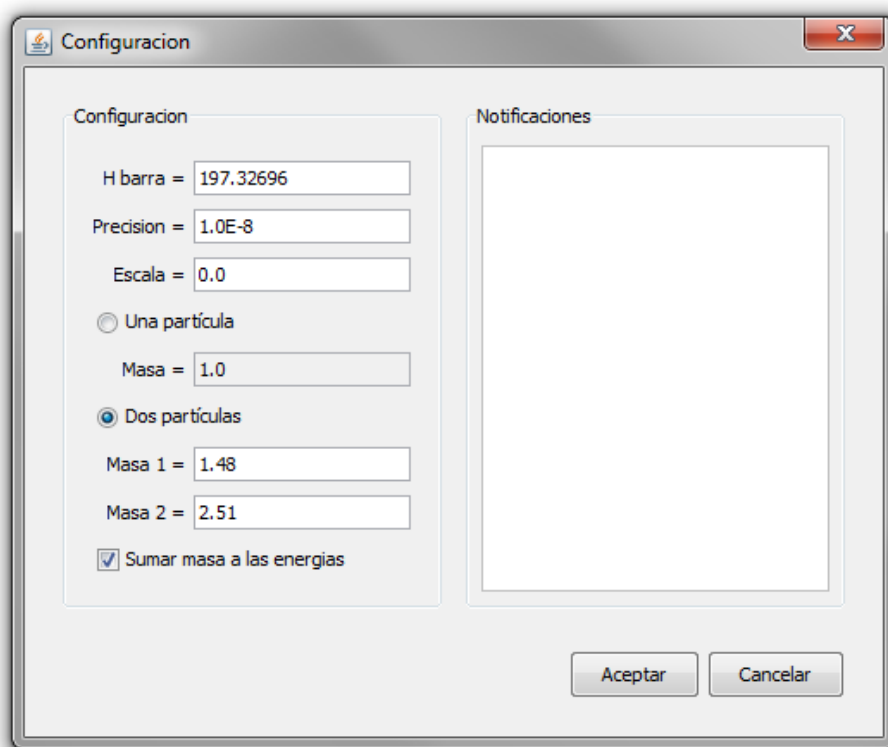 Configuracion
Configuracion
H barra = 197.32696
Precision = 1.0E-8
Escala = 0.0
Una partícula
Masa = 1.0
Dos partículas
Masa 1 = 1.48
Masa 2 = 2.51
Sumar masa a las energias
Notificaciones
Aceptar
Cancelar